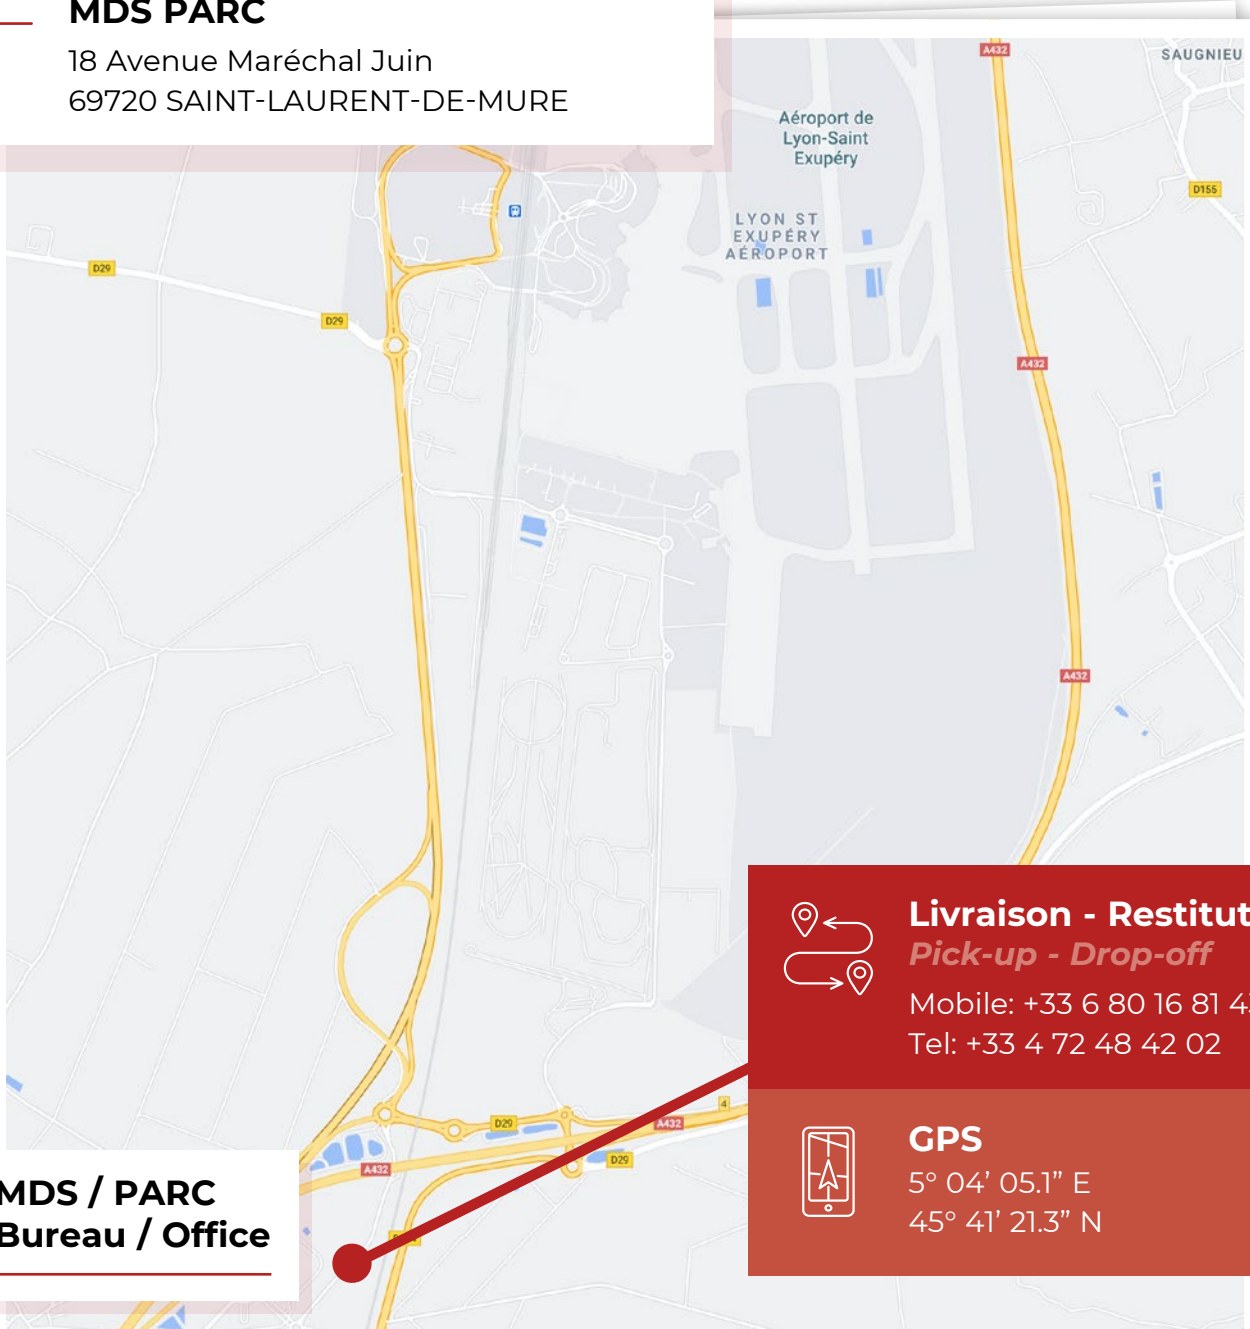 MDS PARC
18 Avenue Maréchal Juin
69720 SAINT-LAURENT-DE-MURE
A432
SAUGNIEU
Aéroport de
Lyon-Saint
Exupéry
D155
LYON ST
EXUPÉRY
AÉROPORT
D29
D29
A432
A432
Livraison - Restitut
Pick-up - Drop-off
Mobile: +33 6 80 16 81 4
Tel: +33 4 72 48 42 02
4
D29
A432
D29
A432
GPS
5° 04’ 05.1” E
45° 41’ 21.3” N
MDS / PARC
Bureau / Office